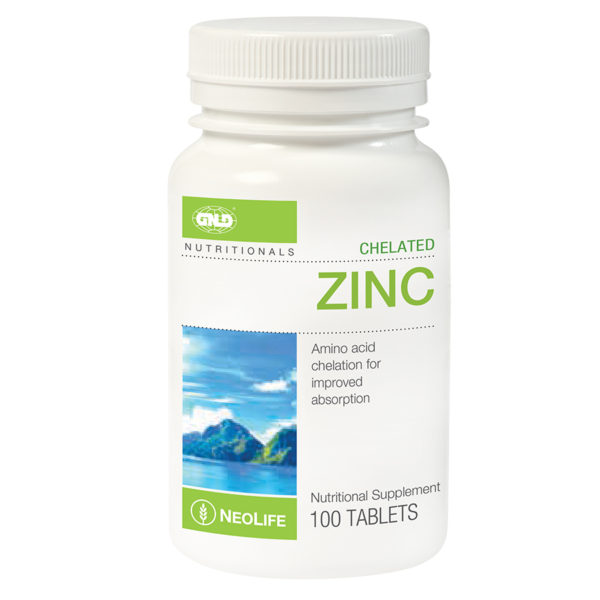 GNLD
NUTRITIONALS
CHELATED
ZINC
Amino acid
chelation for
improved
absorption
Nutritional Supplement
100 TABLETS
NEOLIFE